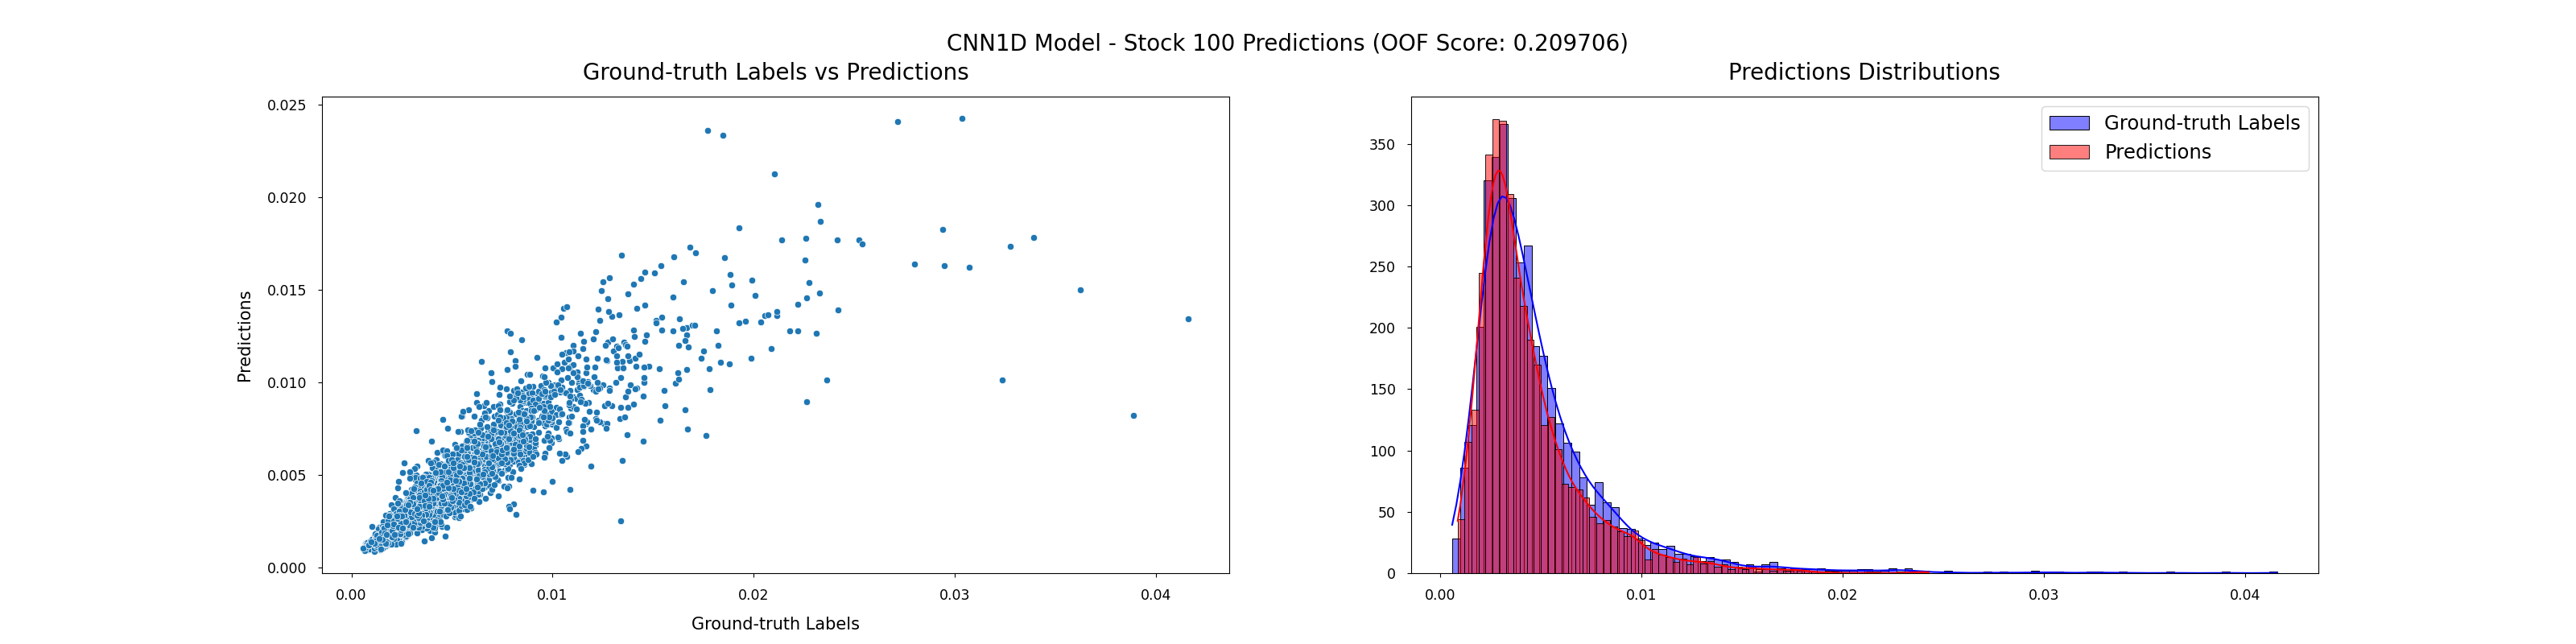 CNN1D Model - Stock 100 Predictions (OOF Score: 0.209706)
Ground-truth Labels vs Predictions
0.025
0.020
0.015
0.010
0.005
0.000
Predictions
0.00 0.01 0.02 0.03 0.04
Ground-truth Labels
Predictions Distributions
Ground-truth Labels
Predictions
350
300
250
200
150
100
50
0
0.00 0.01 0.02 0.03 0.04